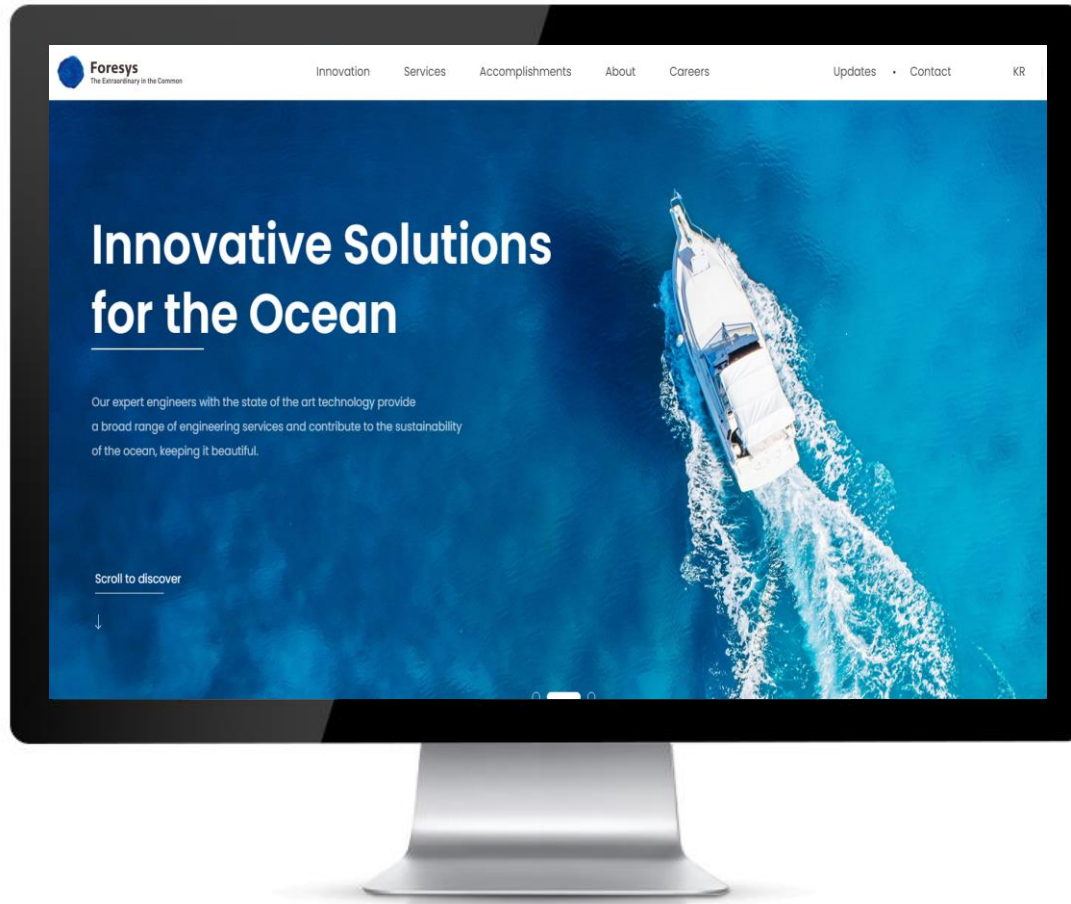 Foresys
The Extraordinary in the Common
Innovation Services Accomplishments About Careers Updates • Contact KR
Innovative Solutions
for the Ocean
Our expert engineers with the state of the art technology provide
a broad range of engineering services and contribute to the sustainability
of the ocean, keeping it beautiful.
Scroll to discover